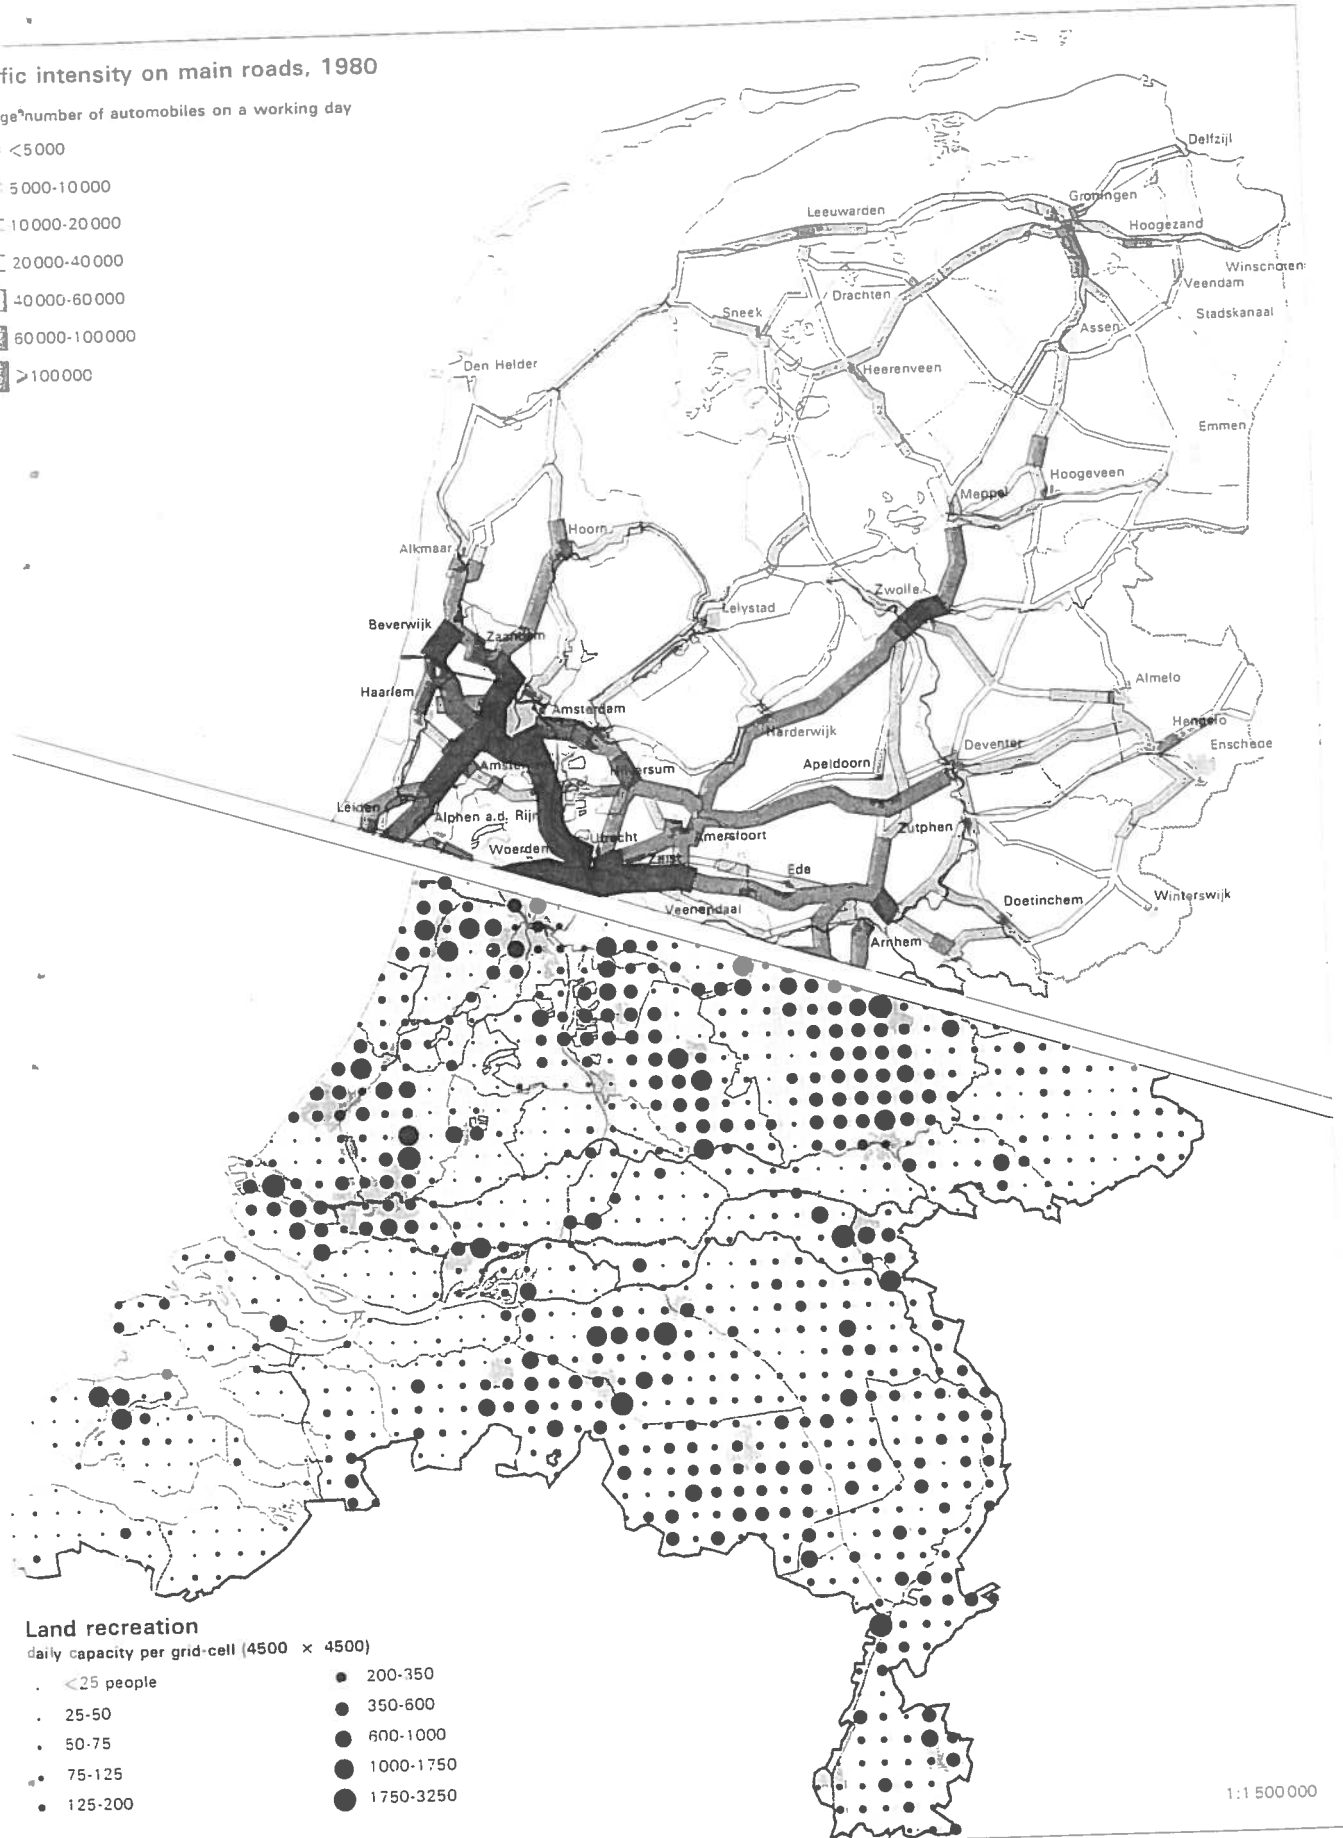 fic intensity on main roads, 1980
ge number of automobiles on a working day
<5000
5000-10000
10000-20000
20000-40000
40000-60000
60000-100000
>100000
Delfzijl
Groningen
Leeuwarden
Hoogezand
Winschoten
Veendam
Drachten
Sneek
Stadskanaal
Assen
Den Helder
Heerenveen
Emmen
Hoogeveen
Meppel
Hoorn
Alkmaar
Zwolle
Lelystad
Beverwijk
Zaandam
Almelo
Haarlem
Amsterdam
Hengelo
Harderwijk
Deventer
Enschede
Apeldoorn
Amst
Hilversum
Leiden
Alphen a.d. Rijn
Utrecht
Amersfoort
Zutphen
Woerden
Zeist
Ede
Veenendaal
Doetinchem
Winterswijk
Arnhem
Land recreation
daily capacity per grid-cell (4500 × 4500)
<25 people
25-50
50-75
75-125
125-200
200-350
350-600
600-1000
1000-1750
1750-3250
1:1 500 000